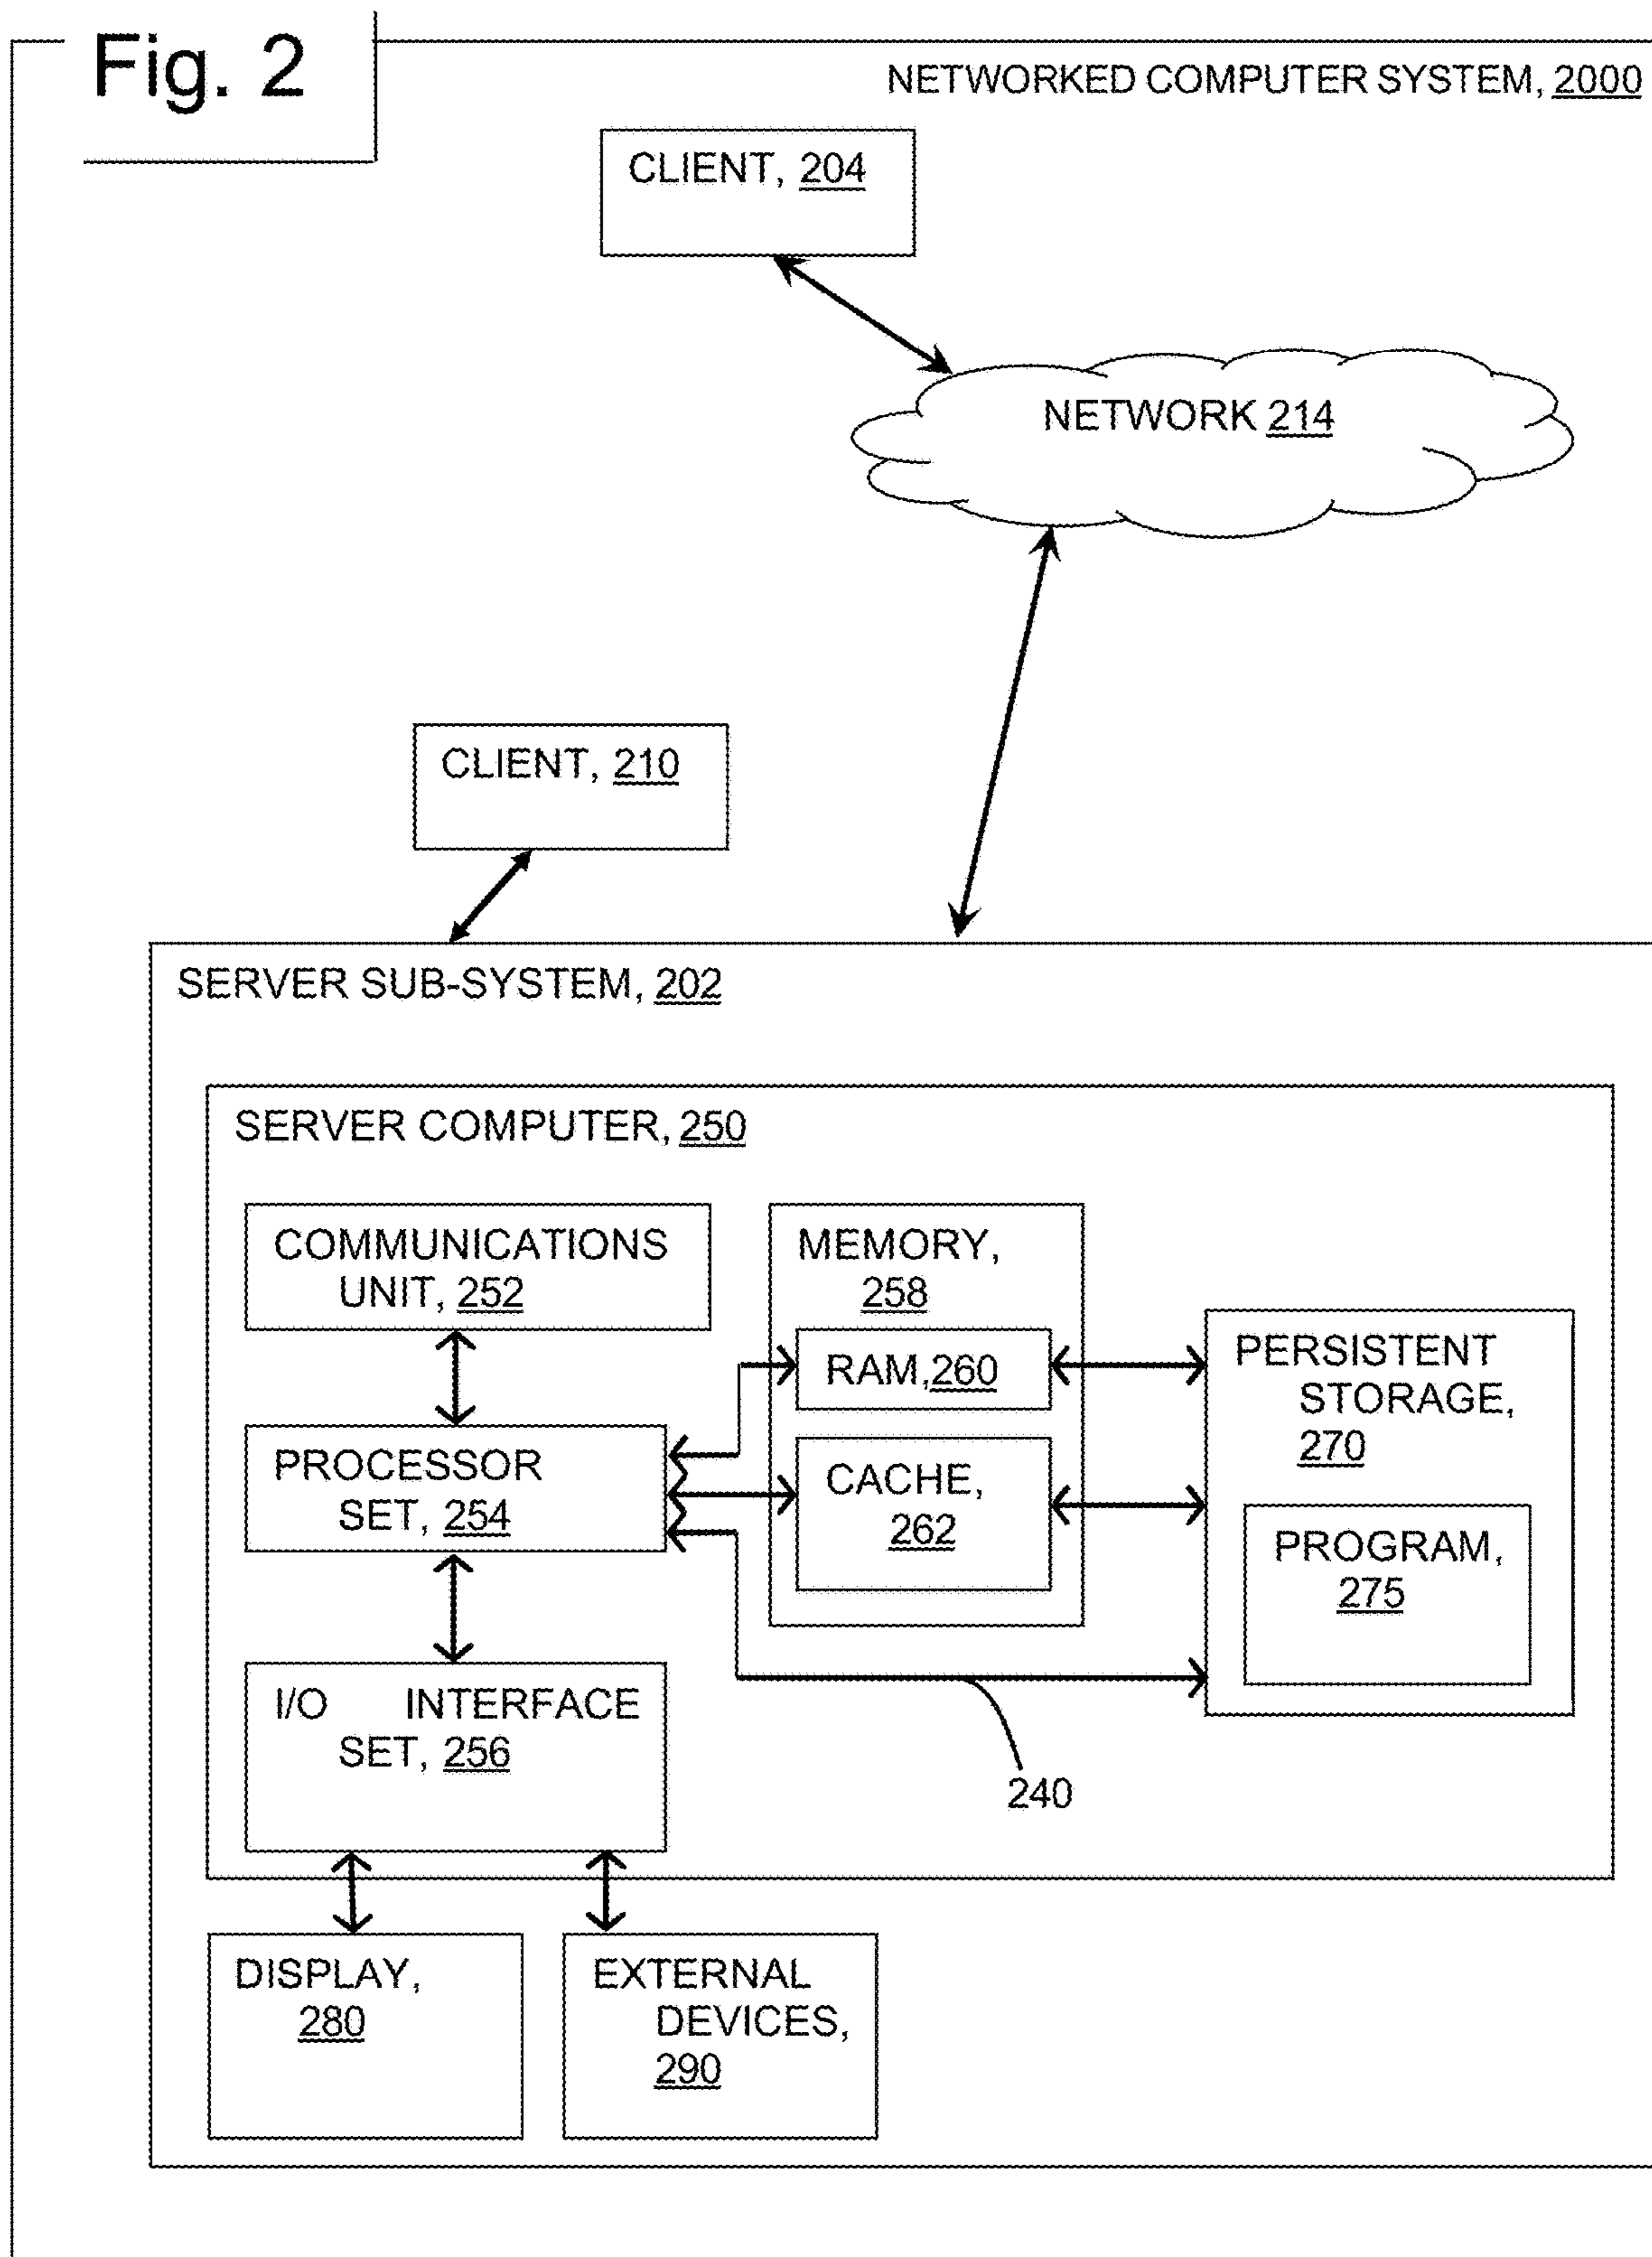 Fig. 2
NETWORKED COMPUTER SYSTEM, 2000
CLIENT, 204
NETWORK 214
CLIENT, 210
SERVER SUB-SYSTEM, 202
SERVER COMPUTER, 250
COMMUNICATIONS
UNIT, 252
MEMORY,
258
RAM,260
PERSISTENT
STORAGE,
270
PROCESSOR
SET, 254
CACHE,
262
PROGRAM,
275
I/O INTERFACE
SET, 256
240
DISPLAY,
280
EXTERNAL
DEVICES,
290